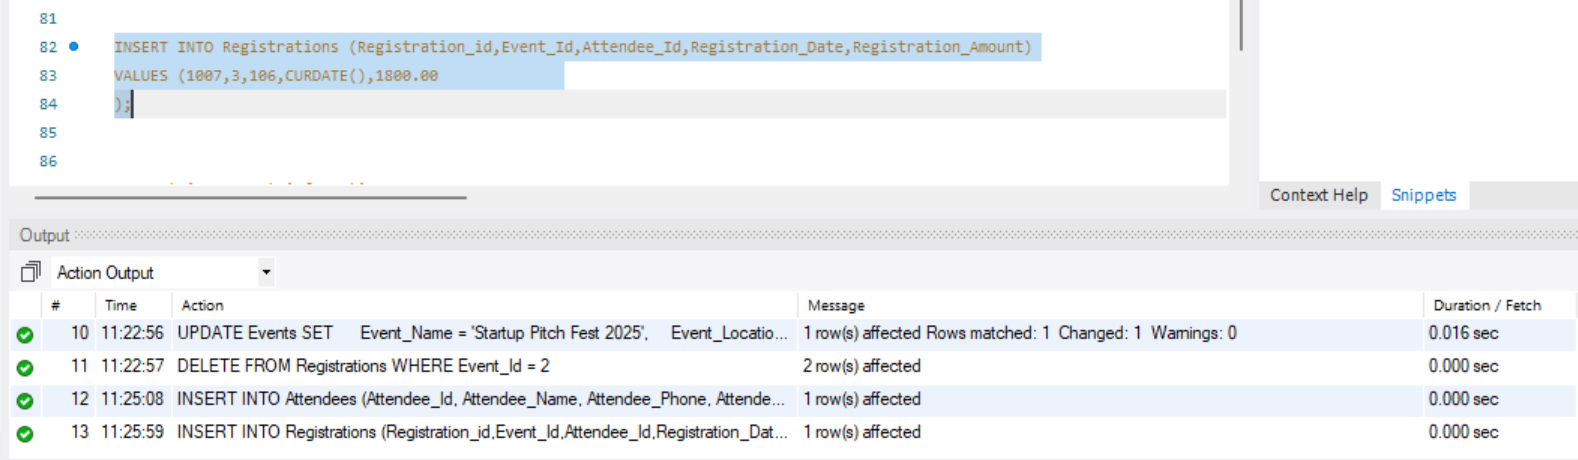 81
82 INSERT INTO Registrations (Registration_id,Event_Id,Attendee_Id,Registration_Date,Registration_Amount)
83 VALUES (1007,3,106,CURDATE(),1800.00
84 );
85
86
Context Help Snippets
Output
Action Output
# Time Action Message Duration / Fetch
10 11:22:56 UPDATE Events SET Event_Name = 'Startup Pitch Fest 2025', Event_Locatio... 1 row(s) affected Rows matched: 1 Changed: 1 Warnings: 0 0.016 sec
11 11:22:57 DELETE FROM Registrations WHERE Event_Id = 2 2 row(s) affected 0.000 sec
12 11:25:08 INSERT INTO Attendees (Attendee_Id, Attendee_Name, Attendee_Phone, Attende... 1 row(s) affected 0.000 sec
13 11:25:59 INSERT INTO Registrations (Registration_id,Event_Id,Attendee_Id,Registration_Dat... 1 row(s) affected 0.000 sec